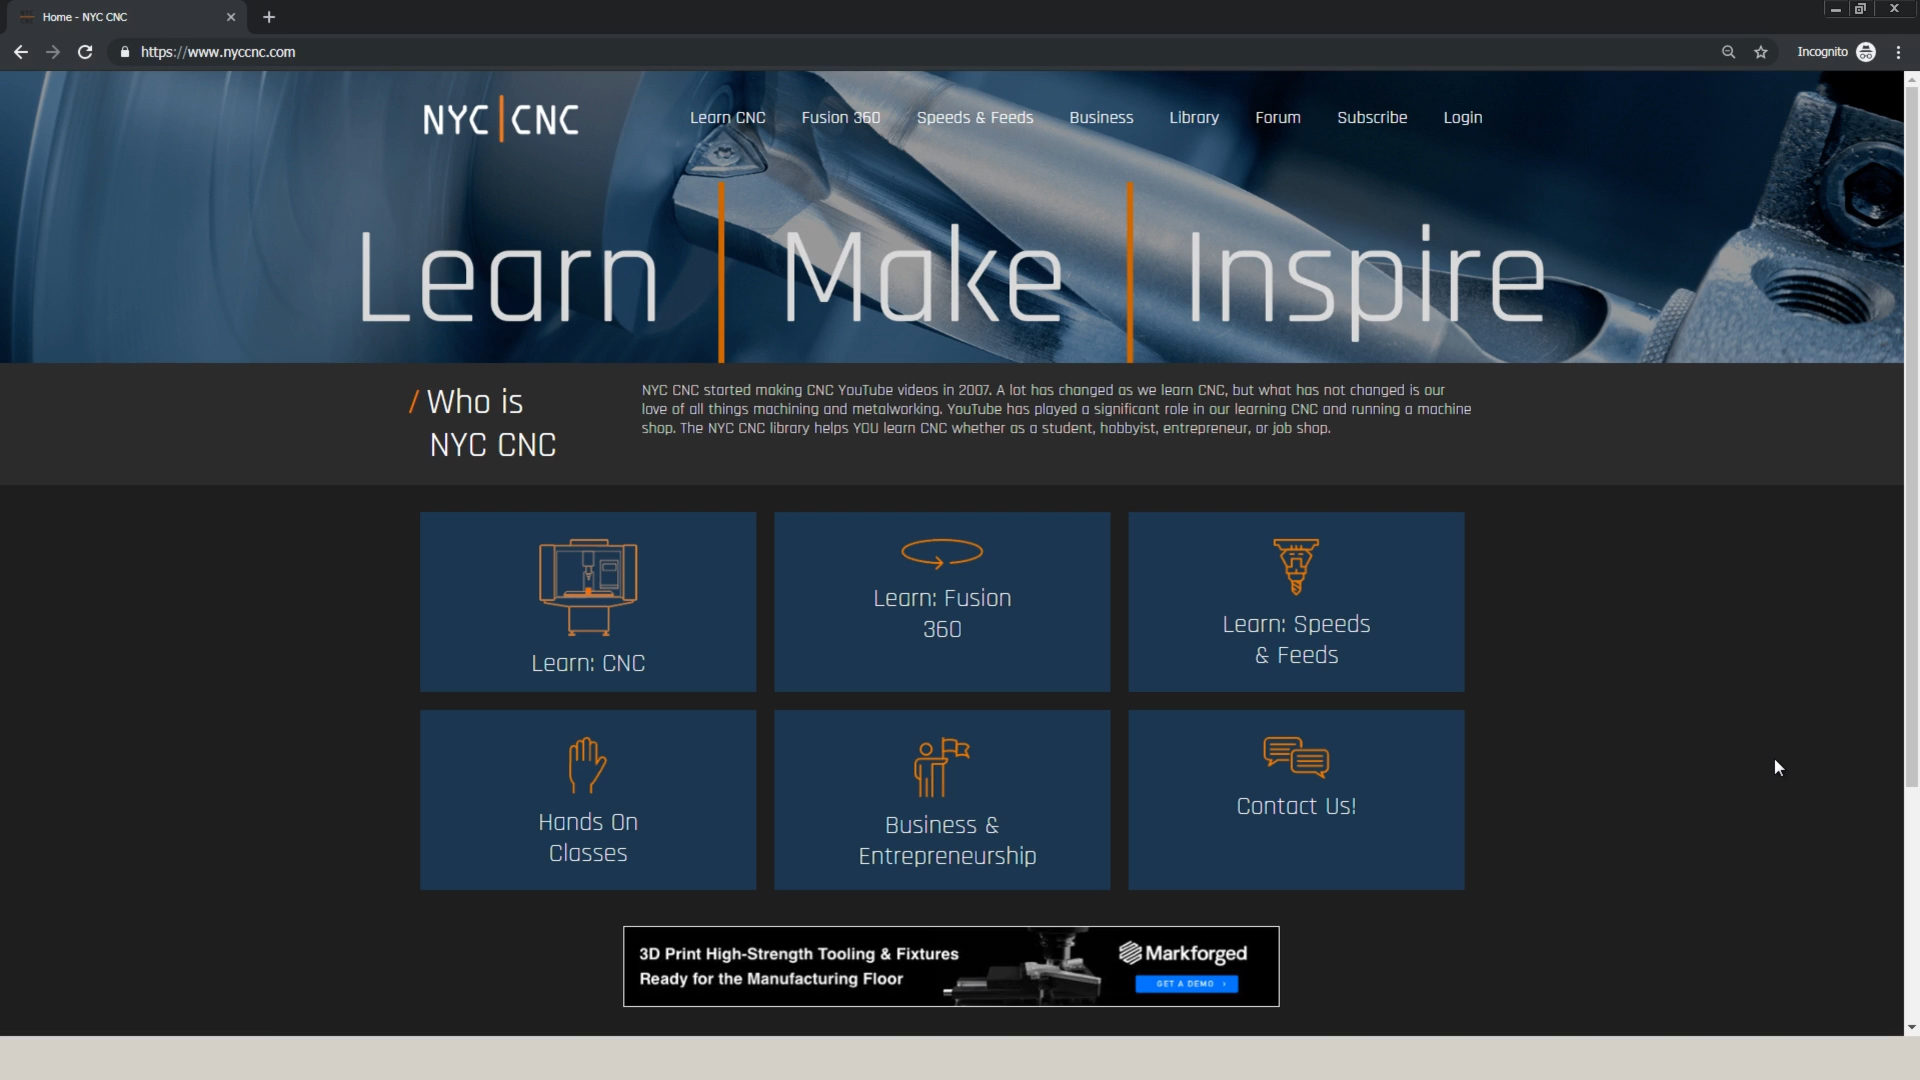 Home - NYC CNC
https://www.nyccnc.com
Incognito
NYC|CNC
Learn CNC
Fusion 360
Speeds & Feeds
Business
Library
Forum
Subscribe
Login
Learn | Make | Inspire
/ Who is
NYC CNC
NYC CNC started making CNC YouTube videos in 2007. A lot has changed as we learn CNC, but what has not changed is our
love of all things machining and metalworking. YouTube has played a significant role in our learning CNC and running a machine
shop. The NYC CNC library helps YOU learn CNC whether as a student, hobbyist, entrepreneur, or job shop.
Learn: CNC
Learn: Fusion
360
Learn: Speeds
& Feeds
Hands On
Classes
Business &
Entrepreneurship
Contact Us!
3D Print High-Strength Tooling & Fixtures
Ready for the Manufacturing Floor
Markforged
GET A DEMO ›